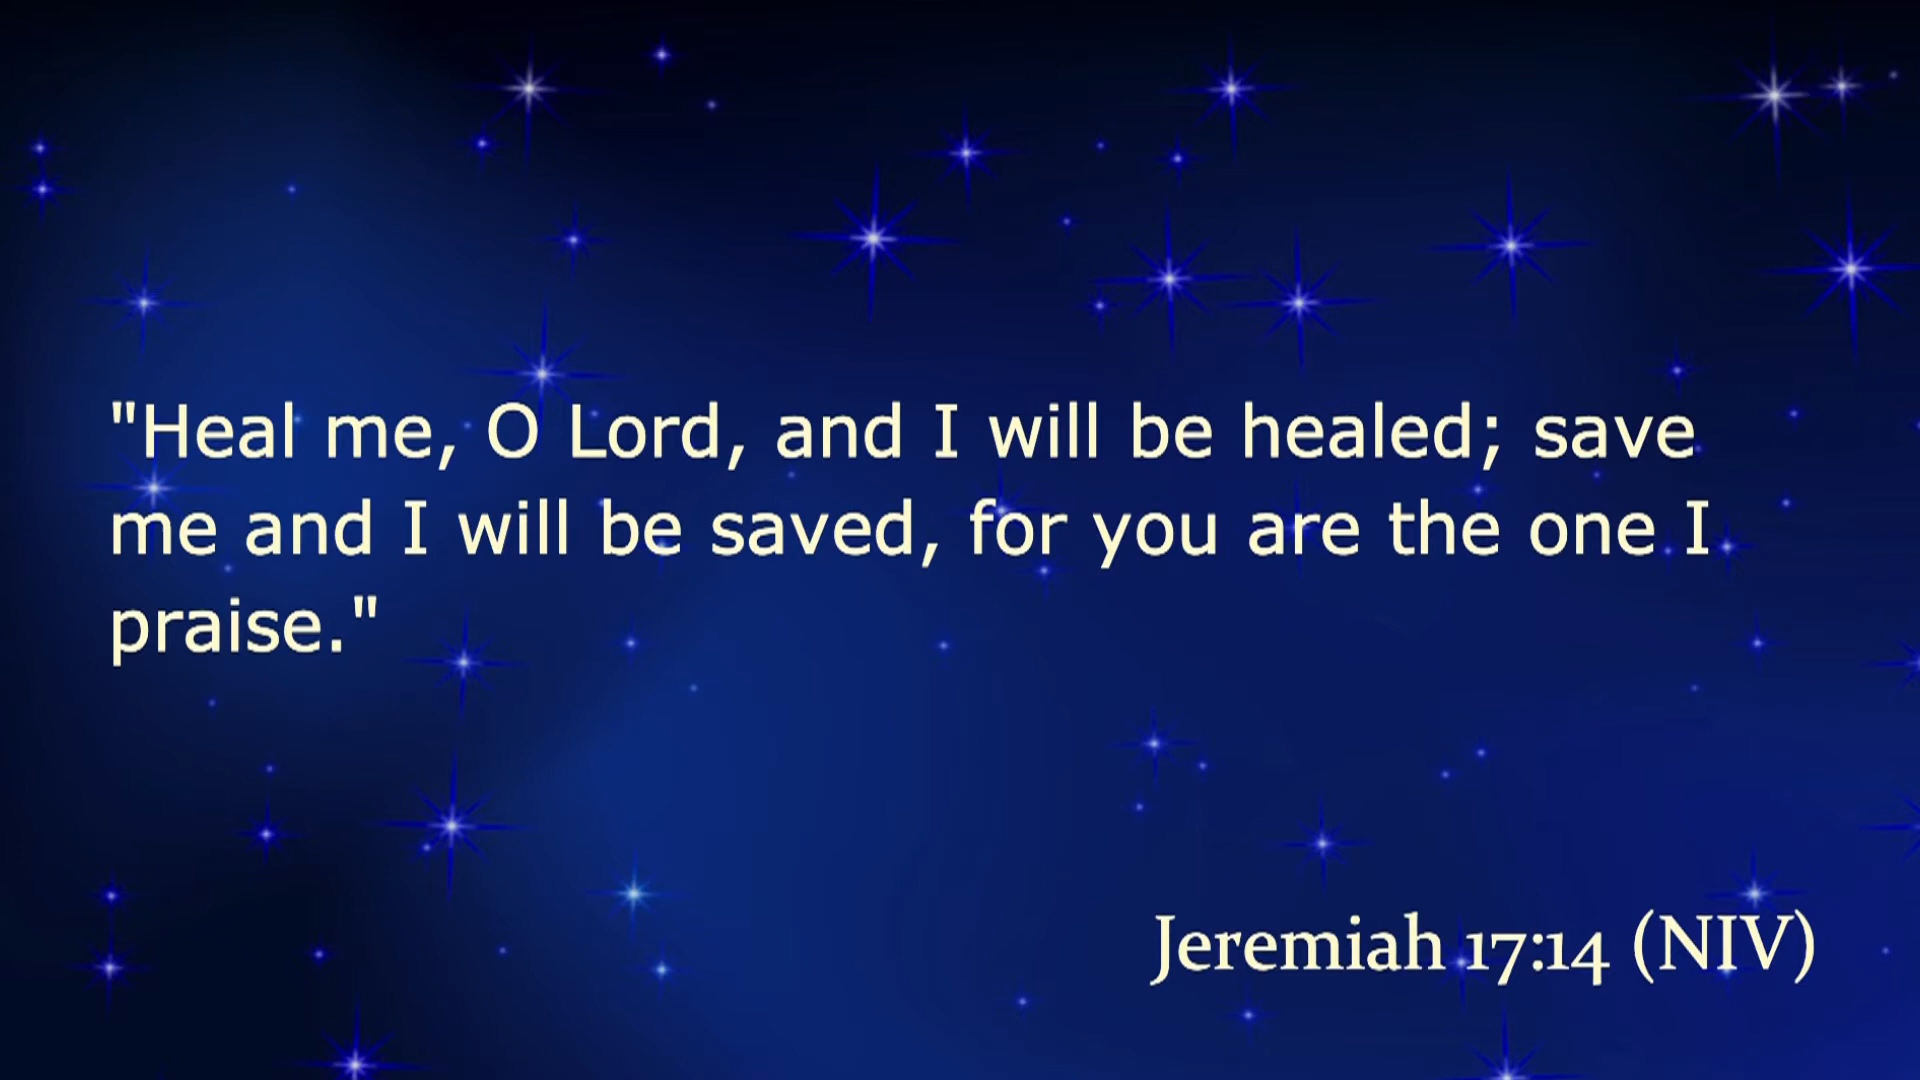 "Heal me, O Lord, and I will be healed; save
me and I will be saved, for you are the one I
praise."
Jeremiah 17:14 (NIV)